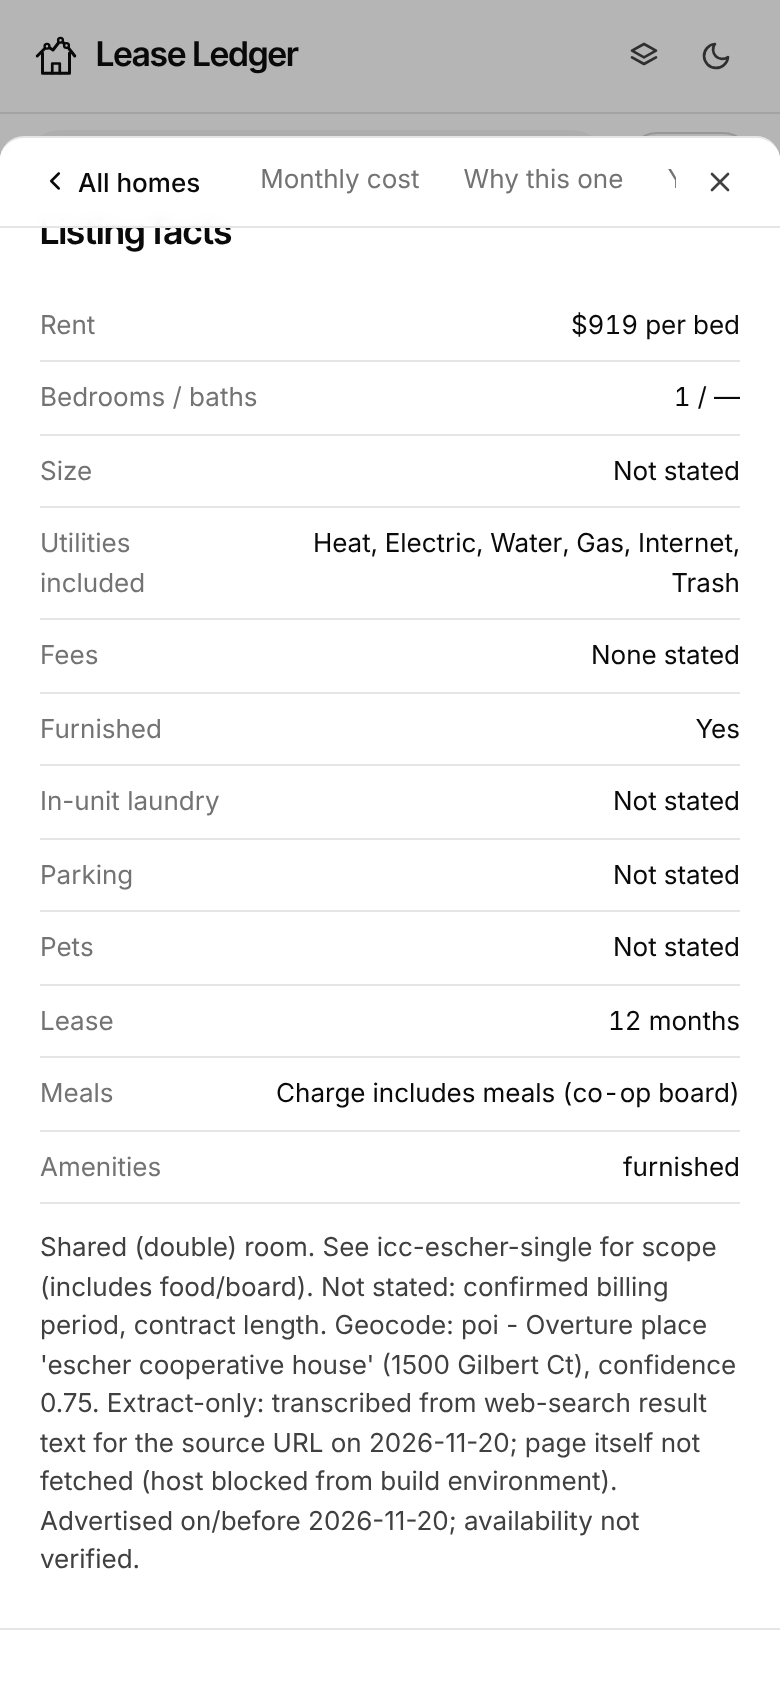 Lease Ledger
All homes
Monthly cost
Why this one
Listing facts
Rent
$919 per bed
Bedrooms / baths
1 / —
Size
Not stated
Utilities included
Heat, Electric, Water, Gas, Internet,
Trash
Fees
None stated
Furnished
Yes
In-unit laundry
Not stated
Parking
Not stated
Pets
Not stated
Lease
12 months
Meals
Charge includes meals (co-op board)
Amenities
furnished
Shared (double) room. See icc-escher-single for scope
(includes food/board). Not stated: confirmed billing
period, contract length. Geocode: poi - Overture place
'escher cooperative house' (1500 Gilbert Ct), confidence
0.75. Extract-only: transcribed from web-search result
text for the source URL on 2026-11-20; page itself not
fetched (host blocked from build environment).
Advertised on/before 2026-11-20; availability not
verified.